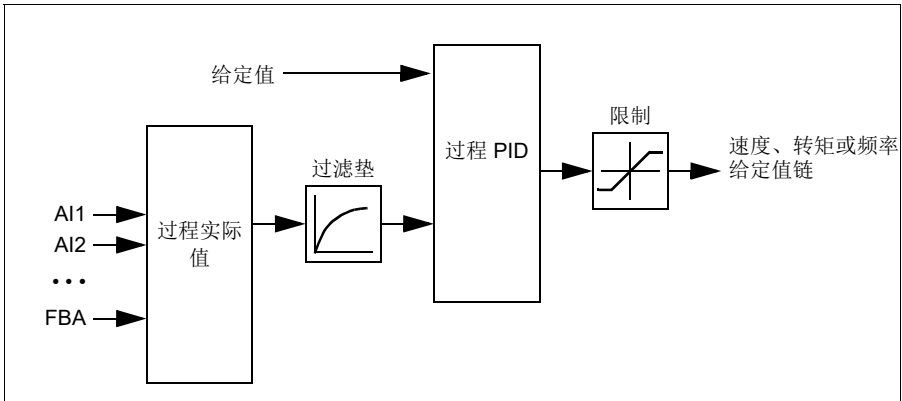 给定值
限制
过程 PID
速度、转矩或频率
给定值链
过滤垫
AI1
AI2
•••
FBA
过程实际
值